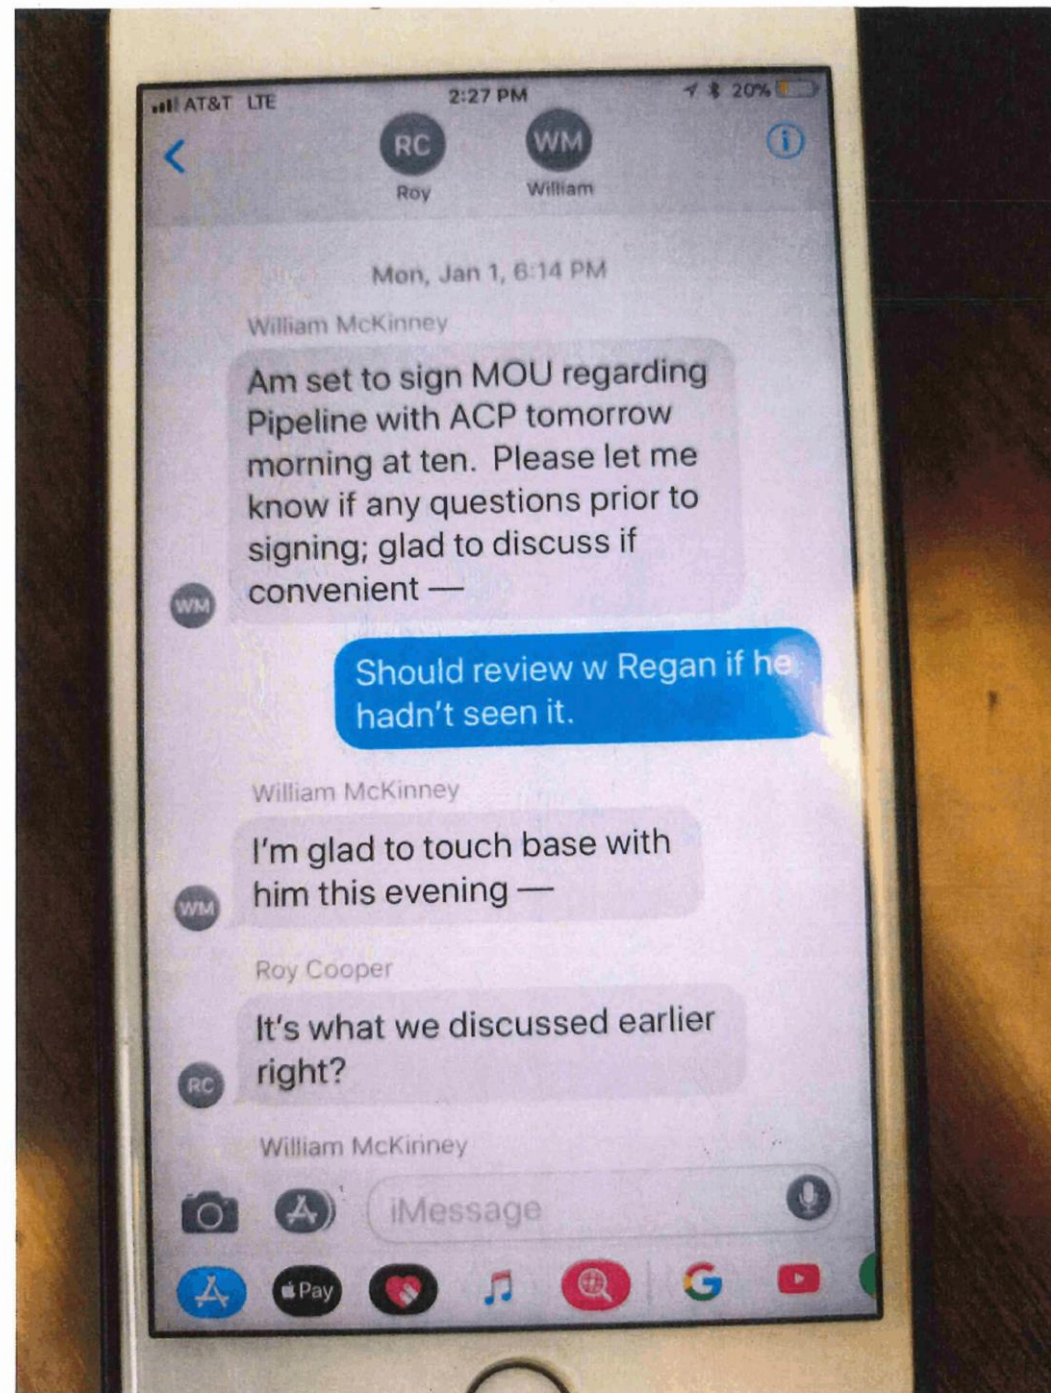 AT&T LTE
2:27 PM
20%
RC
WM
Roy
William
Mon, Jan 1, 6:14 PM
William McKinney
Am set to sign MOU regarding
Pipeline with ACP tomorrow
morning at ten. Please let me
know if any questions prior to
signing; glad to discuss if
convenient —
WM
Should review w Regan if he
hadn't seen it.
William McKinney
I'm glad to touch base with
him this evening —
WM
Roy Cooper
It's what we discussed earlier
right?
RC
William McKinney
iMessage
Pay